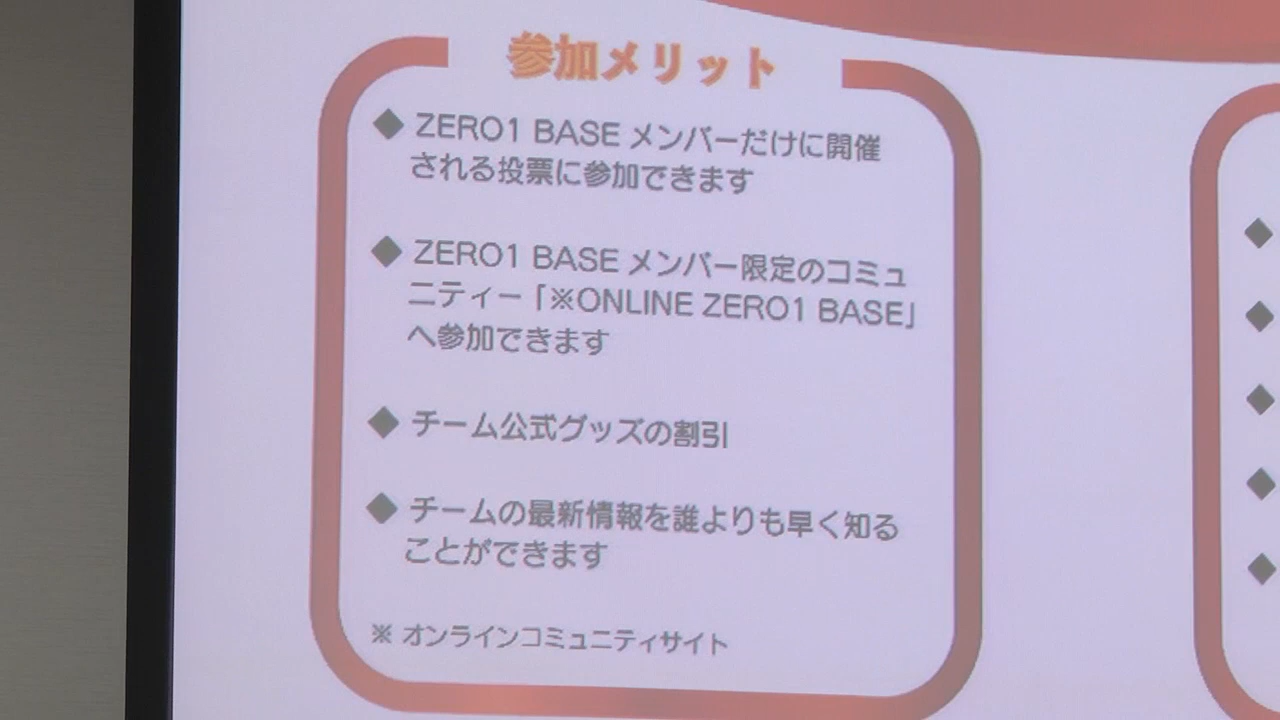 参加メリット
◆ ZERO1 BASE メンバーだけに開催
される投票に参加できます
◆ ZERO1 BASE メンバー限定のコミュ
ニティー「※ONLINE ZERO1 BASE」
へ参加できます
◆ チーム公式グッズの割引
◆ チームの最新情報を誰よりも早く知る
ことができます
※ オンラインコミュニティサイト